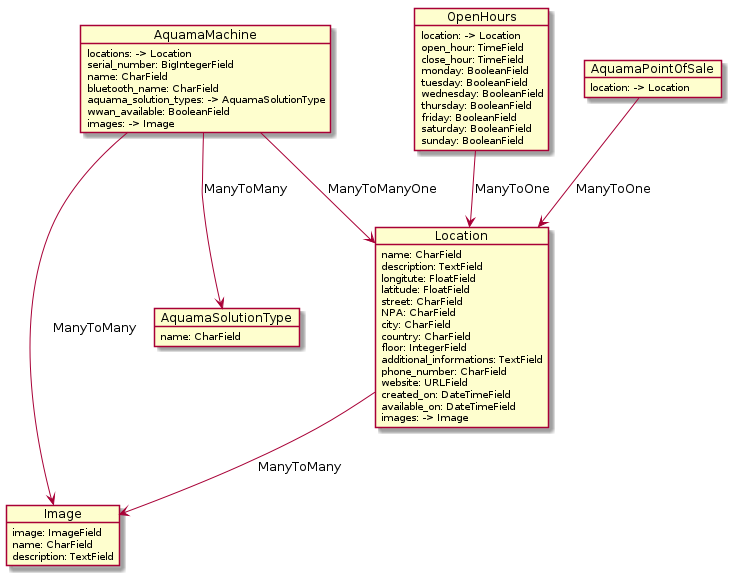 AquamaMachine
locations: -> Location
serial_number: BigIntegerField
name: CharField
bluetooth_name: CharField
aquama_solution_types: -> AquamaSolutionType
wwan_available: BooleanField
images: -> Image
OpenHours
location: -> Location
open_hour: TimeField
close_hour: TimeField
monday: BooleanField
tuesday: BooleanField
wednesday: BooleanField
thursday: BooleanField
friday: BooleanField
saturday: BooleanField
sunday: BooleanField
AquamaPointOfSale
location: -> Location
ManyToMany
ManyToManyOne
ManyToOne
ManyToOne
Location
name: CharField
description: TextField
longitute: FloatField
latitude: FloatField
street: CharField
NPA: CharField
city: CharField
country: CharField
floor: IntegerField
additional_informations: TextField
phone_number: CharField
website: URLField
created_on: DateTimeField
available_on: DateTimeField
images: -> Image
AquamaSolutionType
name: CharField
ManyToMany
ManyToMany
Image
image: ImageField
name: CharField
description: TextField